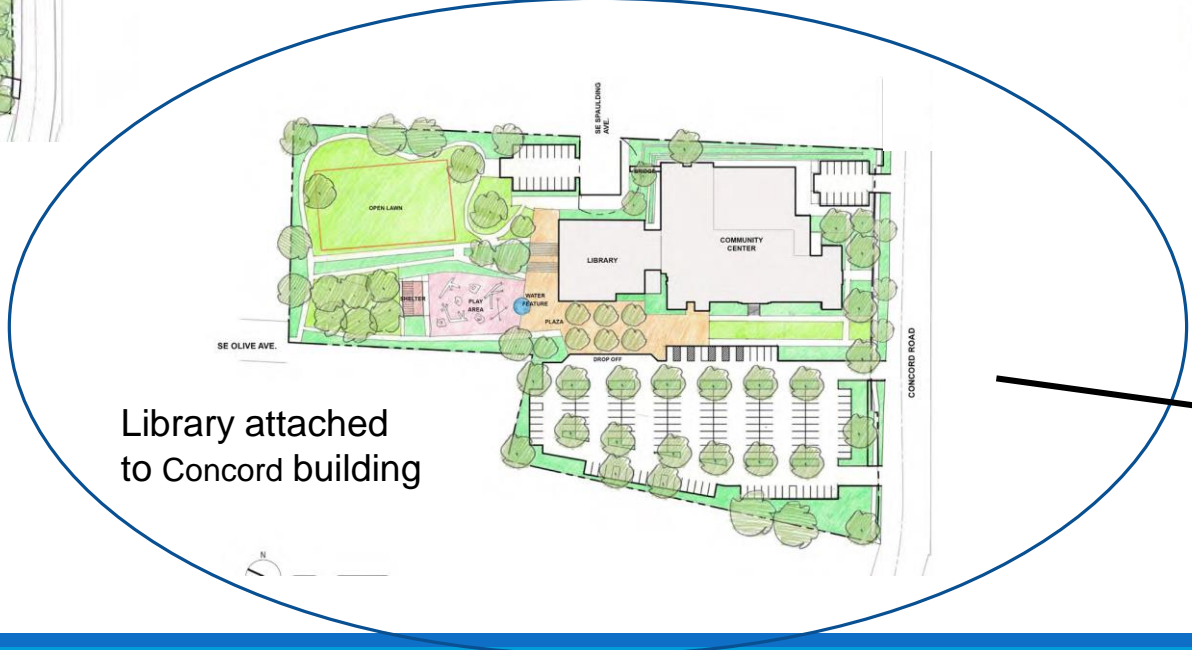 SE SPAULDING
AVE.
BRIDGE
OPEN LAWN
COMMUNITY
CENTER
LIBRARY
SHELTER
PLAY
AREA
WATER
FEATURE
PLAZA
SE OLIVE AVE.
DROP OFF
CONCORD ROAD
Library attached
to Concord building
N